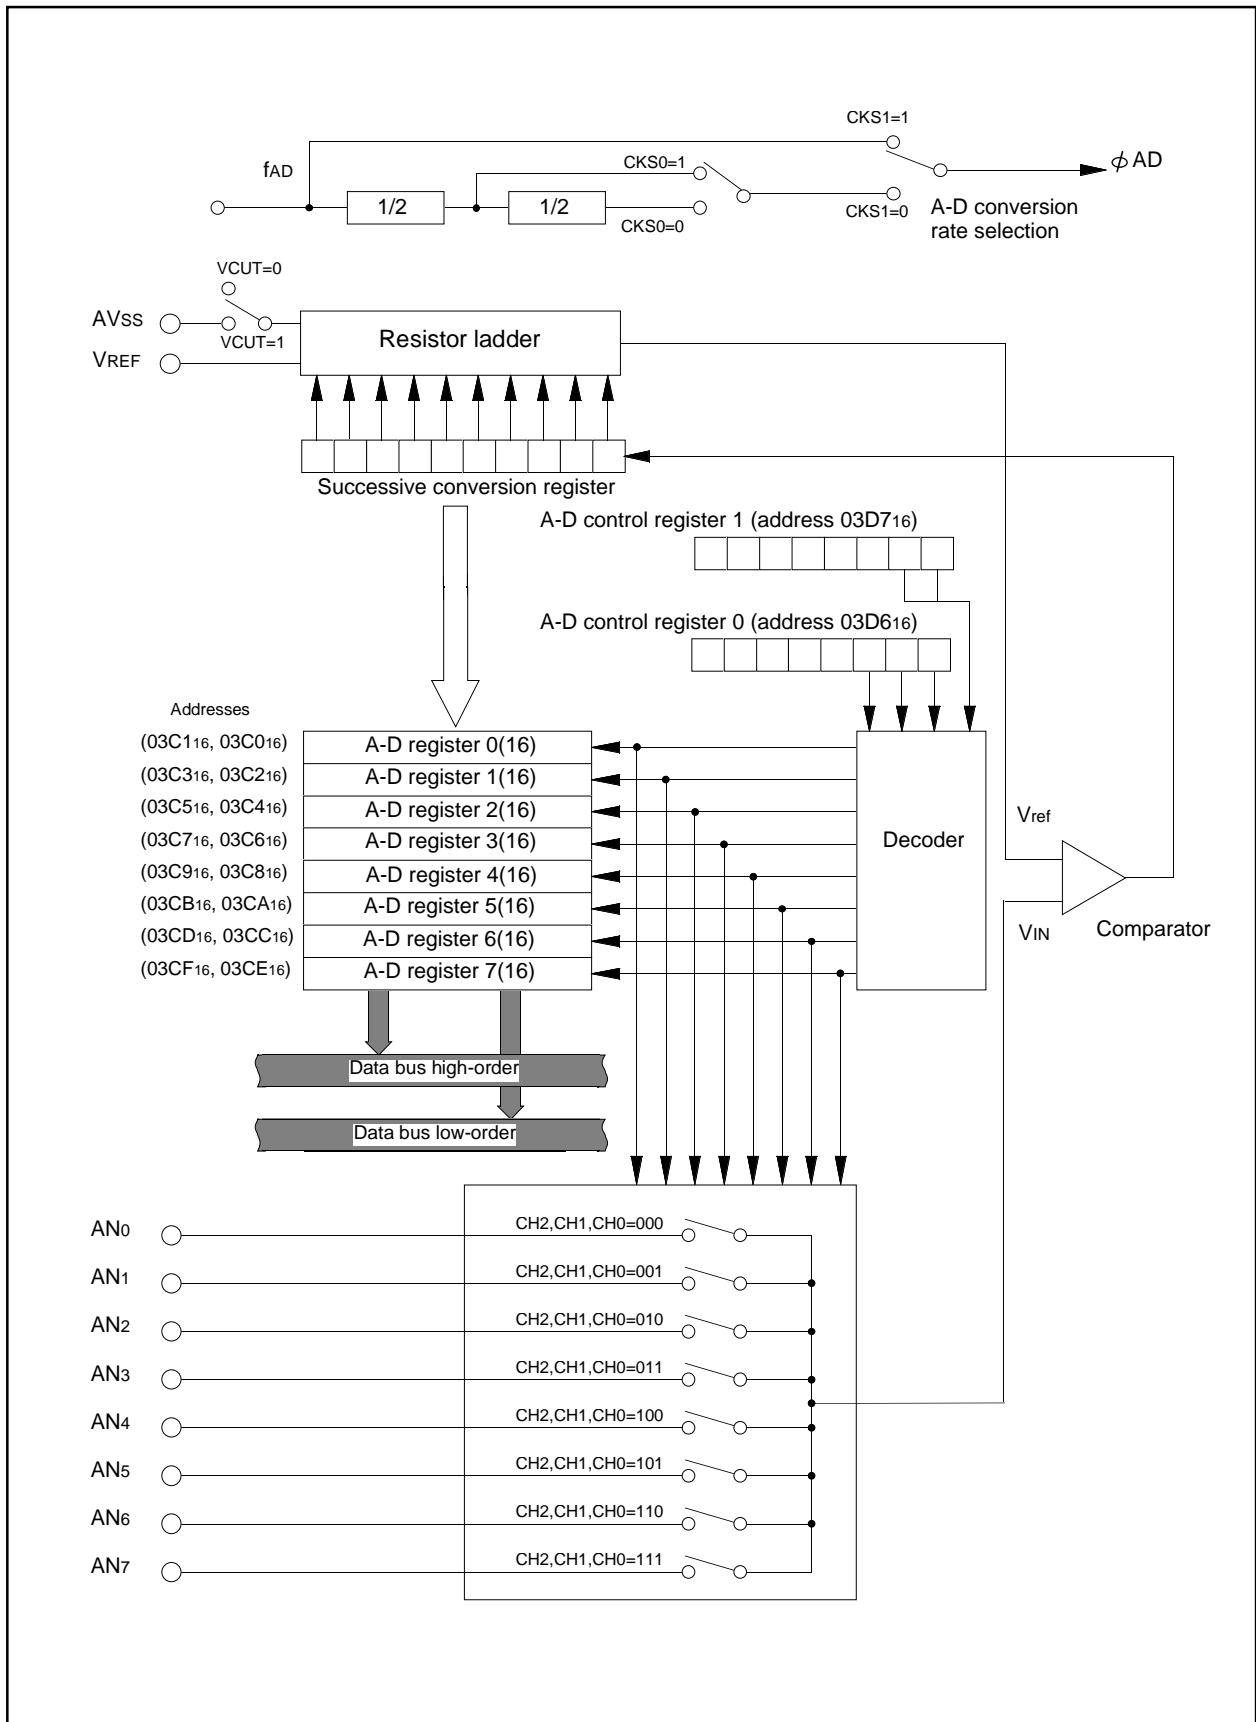 CKS1=1
fAD
CKS0=1
ϕ AD
1/2
1/2
CKS0=0
CKS1=0
A-D conversion
rate selection
VCUT=0
AVSS
VCUT=1
Resistor ladder
VREF
Successive conversion register
A-D control register 1 (address 03D716)
A-D control register 0 (address 03D616)
Addresses
(03C116, 03C016)
A-D register 0(16)
(03C316, 03C216)
A-D register 1(16)
(03C516, 03C416)
A-D register 2(16)
(03C716, 03C616)
A-D register 3(16)
(03C916, 03C816)
A-D register 4(16)
(03CB16, 03CA16)
A-D register 5(16)
(03CD16, 03CC16)
A-D register 6(16)
(03CF16, 03CE16)
A-D register 7(16)
Decoder
Vref
VIN
Comparator
Data bus high-order
Data bus low-order
AN0
CH2,CH1,CH0=000
AN1
CH2,CH1,CH0=001
AN2
CH2,CH1,CH0=010
AN3
CH2,CH1,CH0=011
AN4
CH2,CH1,CH0=100
AN5
CH2,CH1,CH0=101
AN6
CH2,CH1,CH0=110
AN7
CH2,CH1,CH0=111